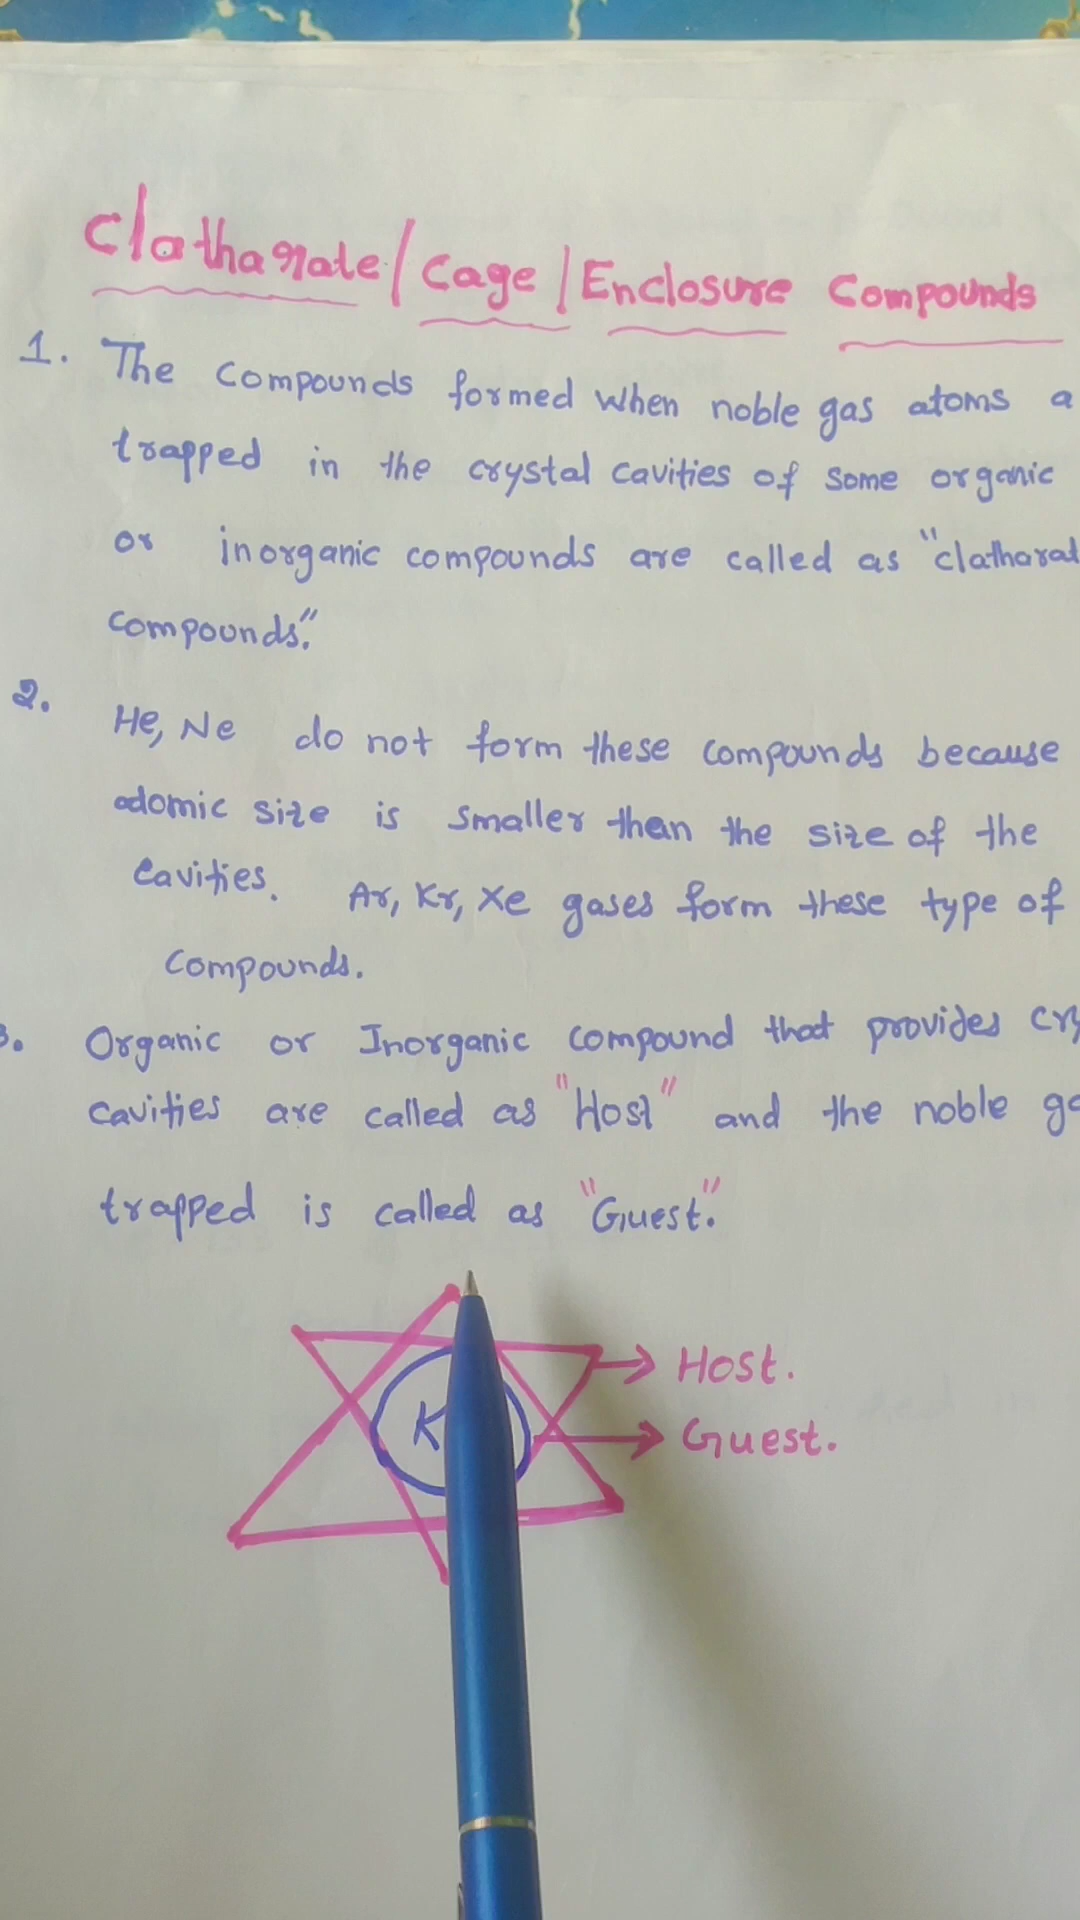 Clatharate/Cage/Enclosure Compounds
1. The compounds formed when noble gas atoms a
trapped in the crystal cavities of some organic
or inorganic compounds are called as "clatharat
compounds."
2. He, Ne do not form these compounds because
adomic size is smaller than the size of the
cavities. Ar, Kr, Xe gases form these type of
compounds.
3. Organic or Inorganic compound that provides cry
cavities are called as "Host" and the noble ga
trapped is called as "Guest."
Host.
K
Guest.